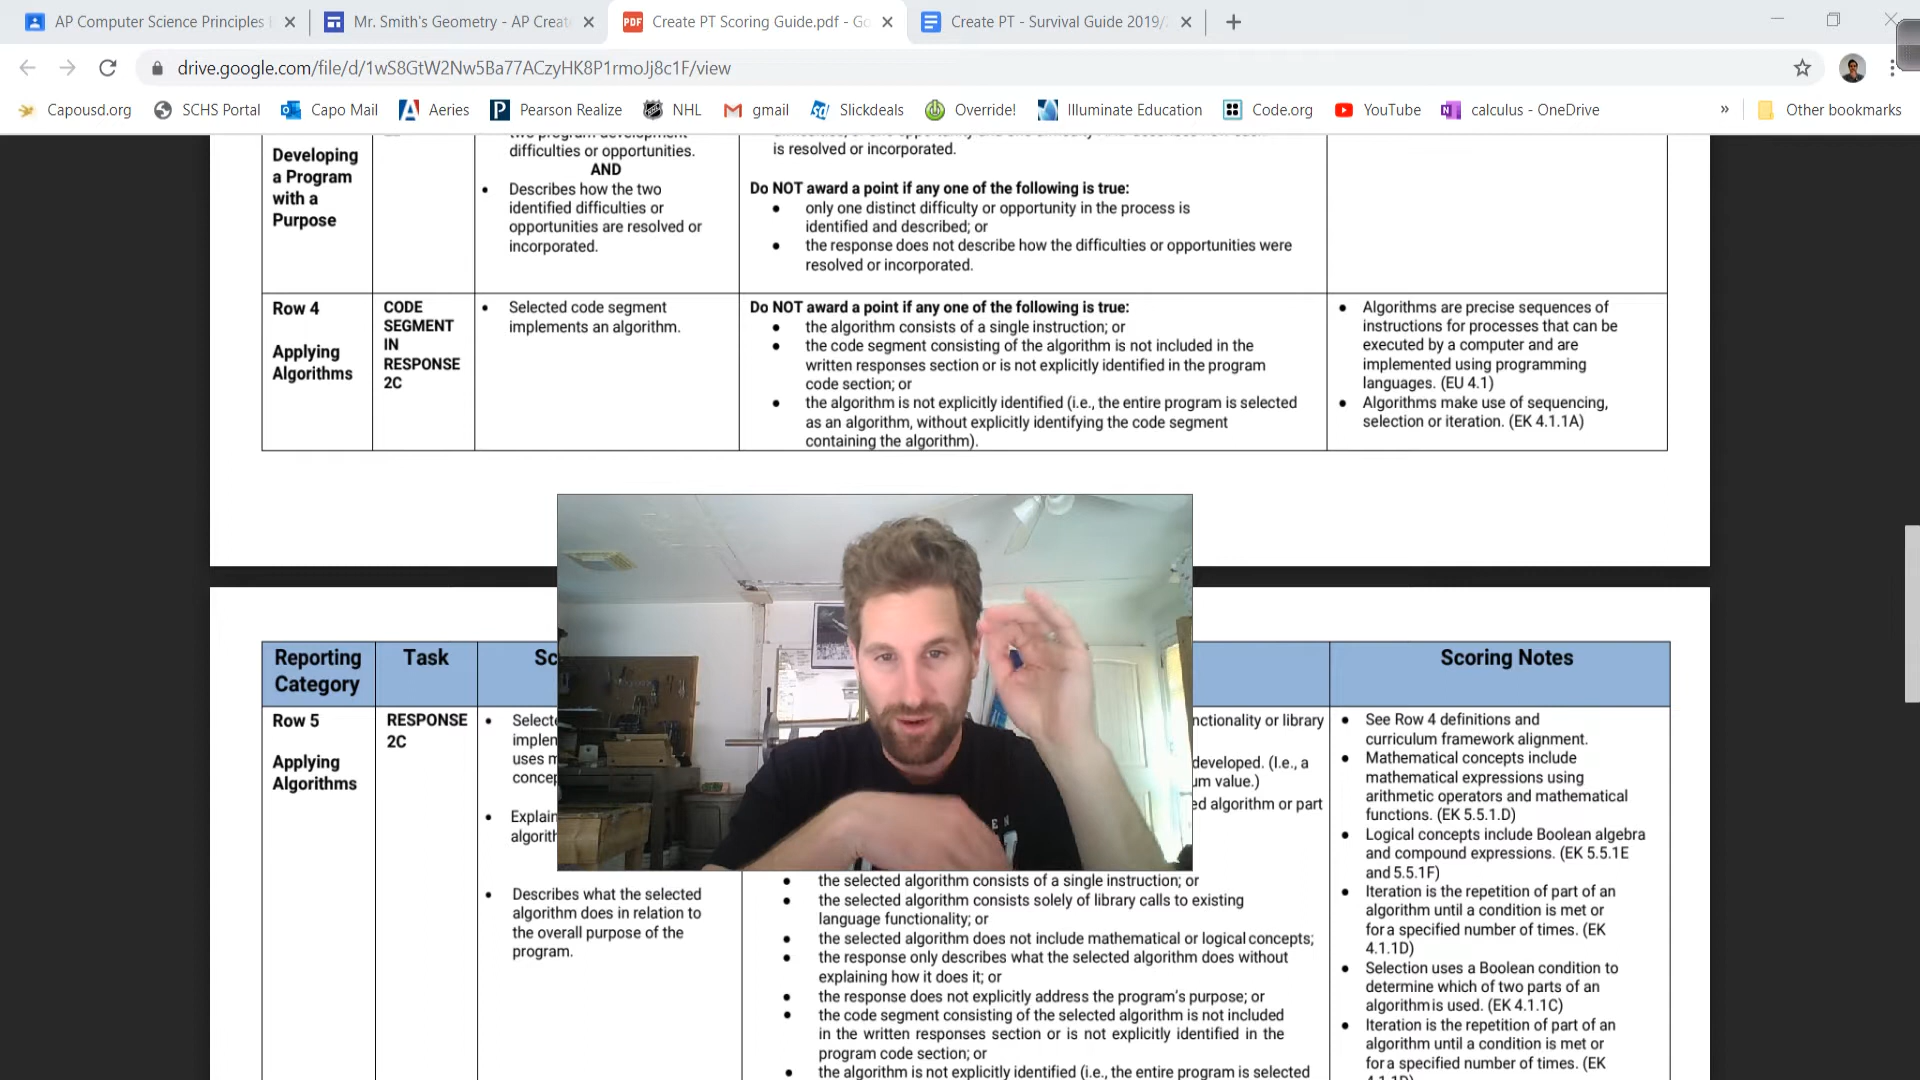 AP Computer Science Principles
Mr. Smith's Geometry - AP Creat
Create PT Scoring Guide.pdf - Go
Create PT - Survival Guide 2019/
drive.google.com/file/d/1wS8GtW2Nw5Ba77ACzyHK8P1rmoJj8c1F/view
Capousd.org
SCHS Portal
Capo Mail
Aeries
Pearson Realize
NHL
gmail
Slickdeals
Override!
Illuminate Education
Code.org
YouTube
calculus - OneDrive
»
Other bookmarks
Developing
a Program
with a
Purpose
two program development
difficulties or opportunities.
AND
• Describes how the two
identified difficulties or
opportunities are resolved or
incorporated.
is resolved or incorporated.
Do NOT award a point if any one of the following is true:
• only one distinct difficulty or opportunity in the process is
identified and described; or
• the response does not describe how the difficulties or opportunities were
resolved or incorporated.
Row 4
Applying
Algorithms
CODE
SEGMENT
IN
RESPONSE
2C
• Selected code segment
implements an algorithm.
Do NOT award a point if any one of the following is true:
• the algorithm consists of a single instruction; or
• the code segment consisting of the algorithm is not included in the
written responses section or is not explicitly identified in the program
code section; or
• the algorithm is not explicitly identified (i.e., the entire program is selected
as an algorithm, without explicitly identifying the code segment
containing the algorithm).
• Algorithms are precise sequences of
instructions for processes that can be
executed by a computer and are
implemented using programming
languages. (EU 4.1)
• Algorithms make use of sequencing,
selection or iteration. (EK 4.1.1A)
Reporting
Category
Task
Sc
Scoring Notes
Row 5
Applying
Algorithms
RESPONSE
2C
• Selecte
implen
uses m
concep
• Explain
algorith
• Describes what the selected
algorithm does in relation to
the overall purpose of the
program.
nctionality or library
developed. (I.e., a
um value.)
ed algorithm or part
• the selected algorithm consists of a single instruction; or
• the selected algorithm consists solely of library calls to existing
language functionality; or
• the selected algorithm does not include mathematical or logical concepts;
• the response only describes what the selected algorithm does without
explaining how it does it; or
• the response does not explicitly address the program's purpose; or
• the code segment consisting of the selected algorithm is not included
in the written responses section or is not explicitly identified in the
program code section; or
• the algorithm is not explicitly identified (i.e., the entire program is selected
• See Row 4 definitions and
curriculum framework alignment.
• Mathematical concepts include
mathematical expressions using
arithmetic operators and mathematical
functions. (EK 5.5.1.D)
• Logical concepts include Boolean algebra
and compound expressions. (EK 5.5.1E
and 5.5.1F)
• Iteration is the repetition of part of an
algorithm until a condition is met or
for a specified number of times. (EK
4.1.1D)
• Selection uses a Boolean condition to
determine which of two parts of an
algorithm is used. (EK 4.1.1C)
• Iteration is the repetition of part of an
algorithm until a condition is met or
for a specified number of times. (EK